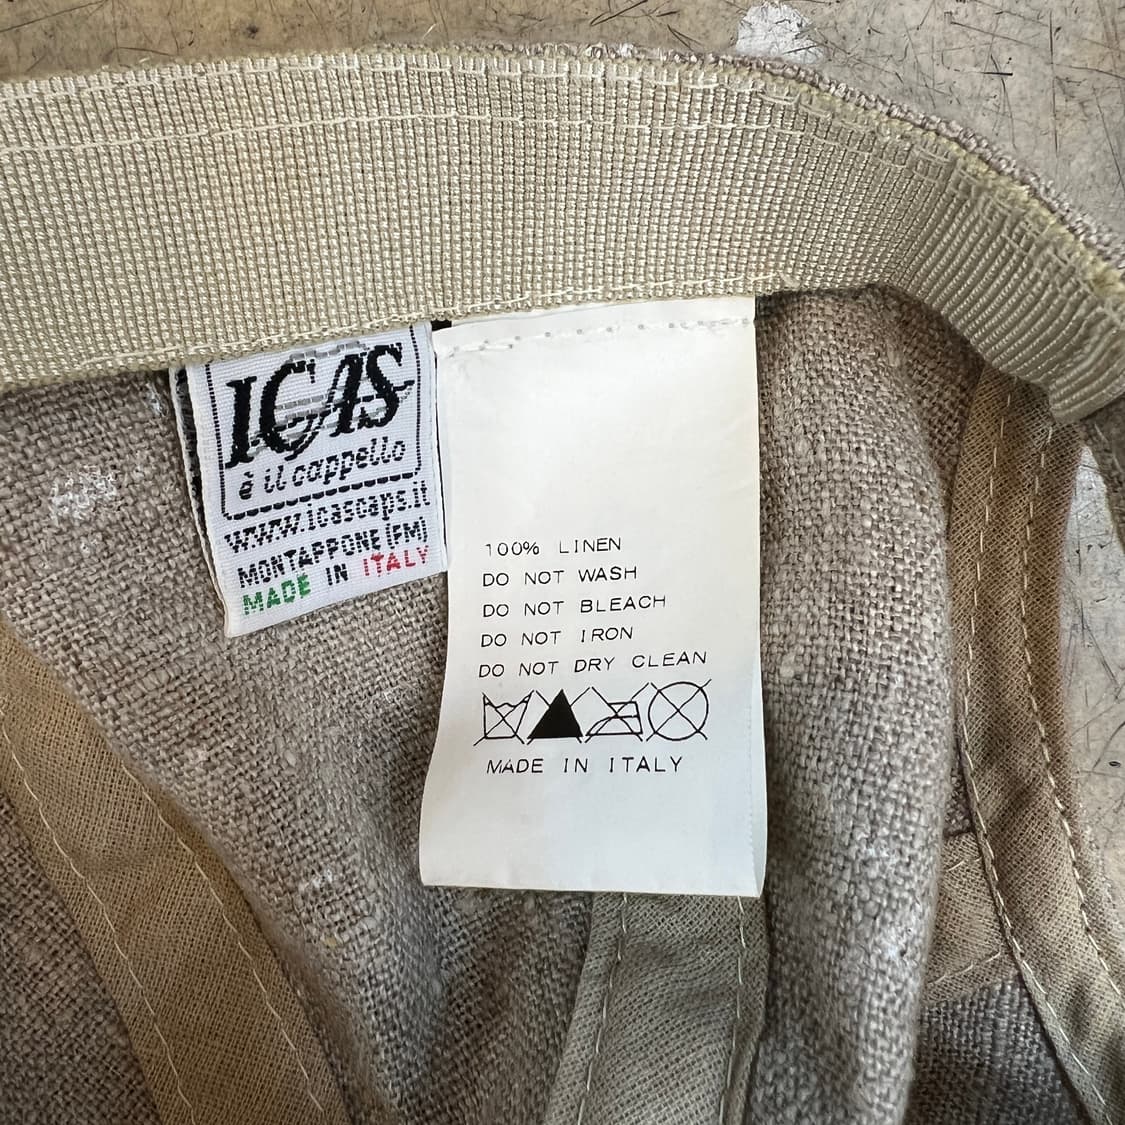 ICAS
è il cappello
www.icascaps.it
MONTAPPONE (FM)
MADE IN ITALY
100% LINEN
DO NOT WASH
DO NOT BLEACH
DO NOT IRON
DO NOT DRY CLEAN
MADE IN ITALY